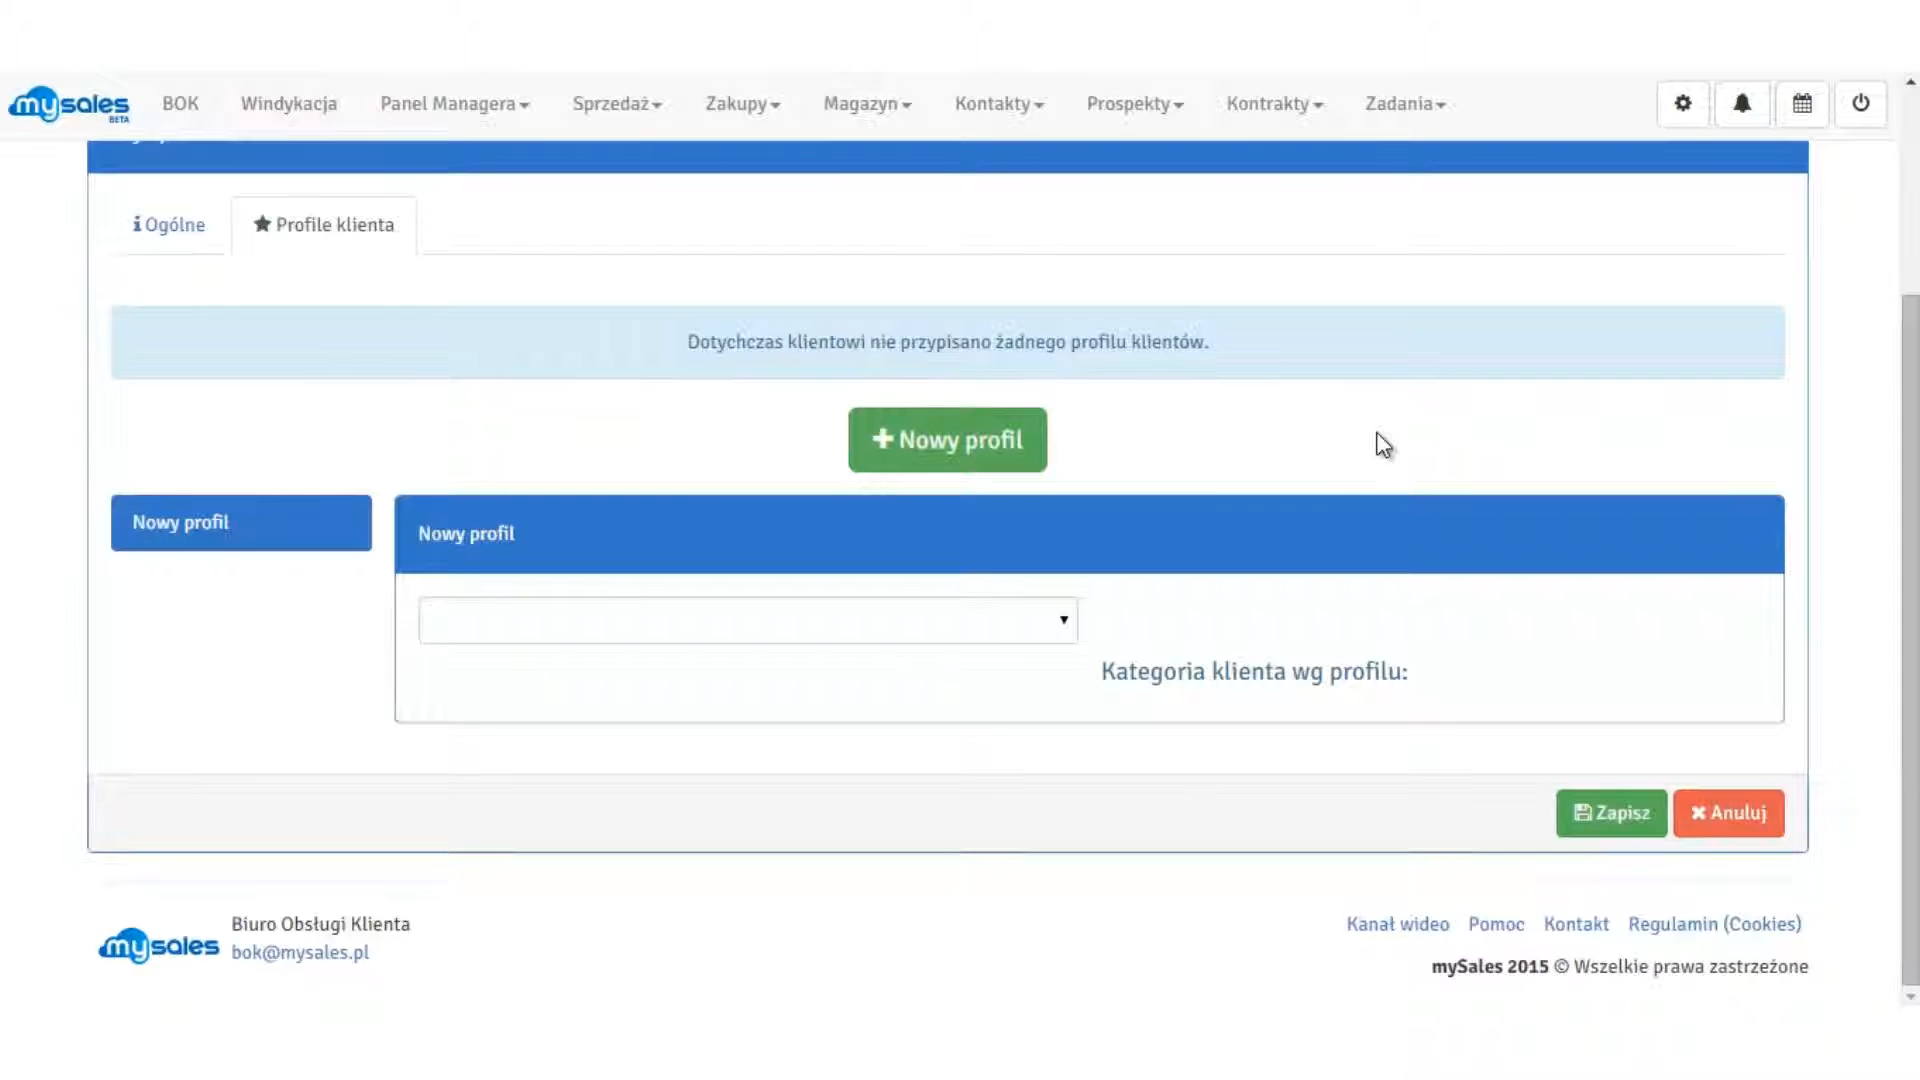 mysales BETA BOK Windykacja Panel Managera Sprzedaż Zakupy Magazyn Kontakty Prospekty Kontrakty Zadania
Ogólne Profile klienta
Dotychczas klientowi nie przypisano żadnego profilu klientów.
Nowy profil
Nowy profil
Nowy profil
Kategoria klienta wg profilu:
Zapisz Anuluj
mysales
Biuro Obsługi Klienta
bok@mysales.pl
Kanał wideo Pomoc Kontakt Regulamin (Cookies)
mySales 2015 © Wszelkie prawa zastrzeżone